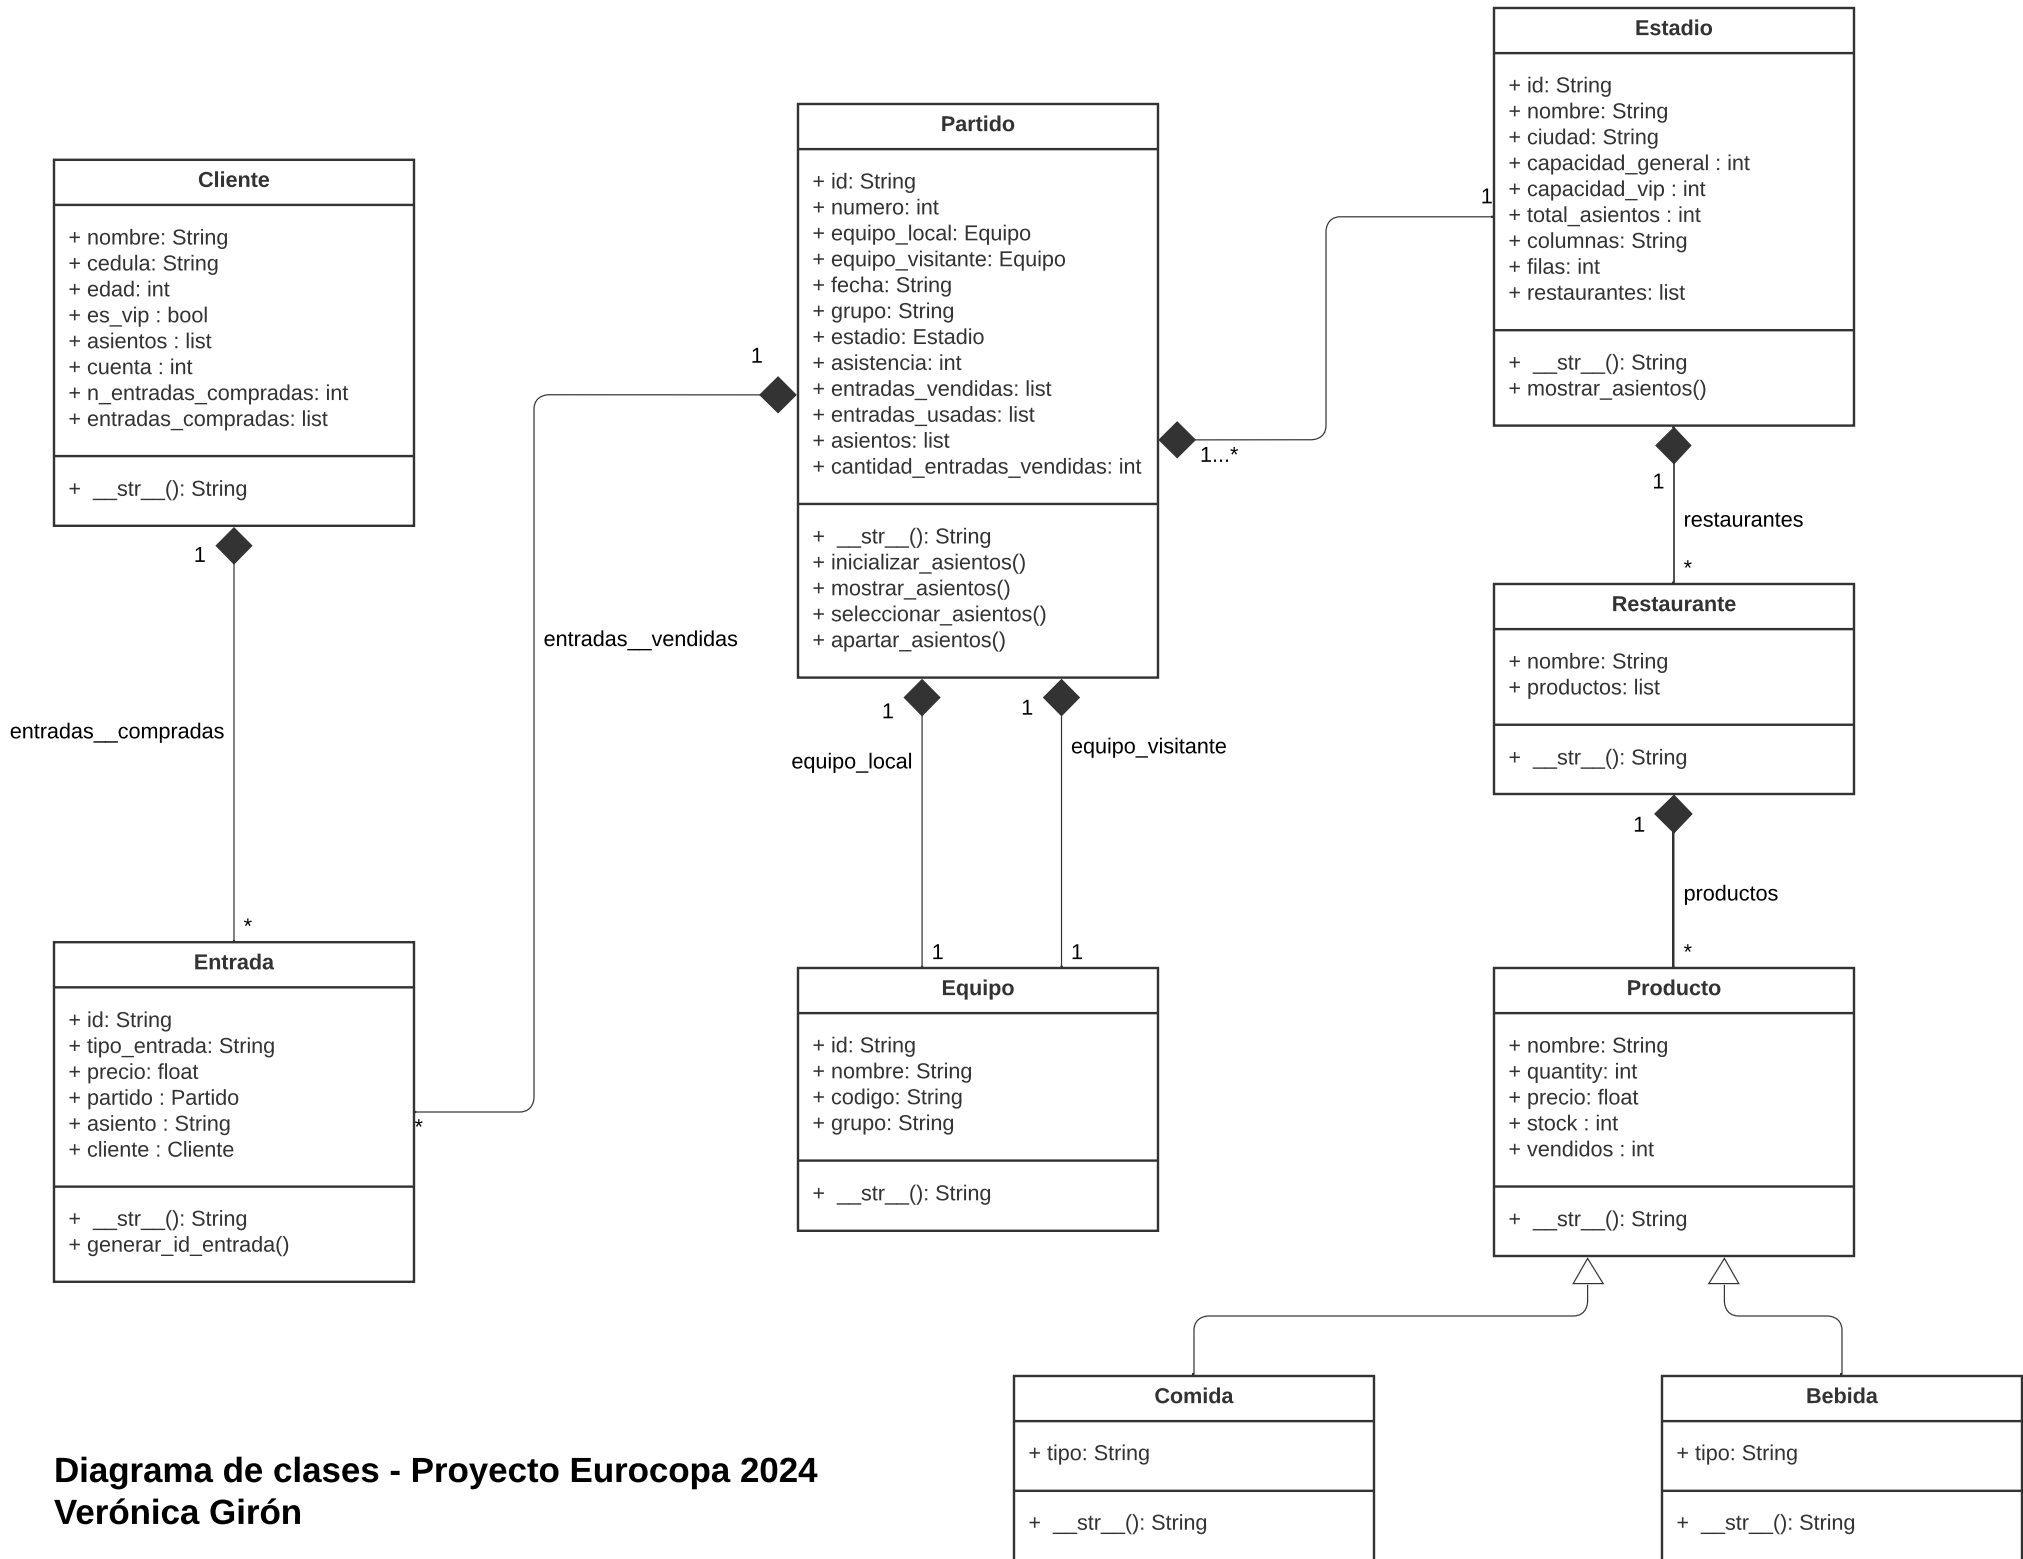 Estadio
+ id: String
+ nombre: String
+ ciudad: String
+ capacidad_general : int
+ capacidad_vip : int
+ total_asientos : int
+ columnas: String
+ filas: int
+ restaurantes: list
+  __str__(): String
+ mostrar_asientos()
Partido
+ id: String
+ numero: int
+ equipo_local: Equipo
+ equipo_visitante: Equipo
+ fecha: String
+ grupo: String
+ estadio: Estadio
+ asistencia: int
+ entradas_vendidas: list
+ entradas_usadas: list
+ asientos: list
+ cantidad_entradas_vendidas: int
+  __str__(): String
+ inicializar_asientos()
+ mostrar_asientos()
+ seleccionar_asientos()
+ apartar_asientos()
Cliente
+ nombre: String
+ cedula: String
+ edad: int
+ es_vip : bool
+ asientos : list
+ cuenta : int
+ n_entradas_compradas: int
+ entradas_compradas: list
+  __str__(): String
1
1
1...*
1
restaurantes
*
1
entradas__compradas
*
entradas__vendidas
*
1
equipo_local
1
1
equipo_visitante
1
Restaurante
+ nombre: String
+ productos: list
+  __str__(): String
1
productos
*
Entrada
+ id: String
+ tipo_entrada: String
+ precio: float
+ partido : Partido
+ asiento : String
+ cliente : Cliente
+  __str__(): String
+ generar_id_entrada()
Equipo
+ id: String
+ nombre: String
+ codigo: String
+ grupo: String
+  __str__(): String
Producto
+ nombre: String
+ quantity: int
+ precio: float
+ stock : int
+ vendidos : int
+  __str__(): String
Comida
+ tipo: String
+  __str__(): String
Bebida
+ tipo: String
+  __str__(): String
Diagrama de clases - Proyecto Eurocopa 2024
Verónica Girón